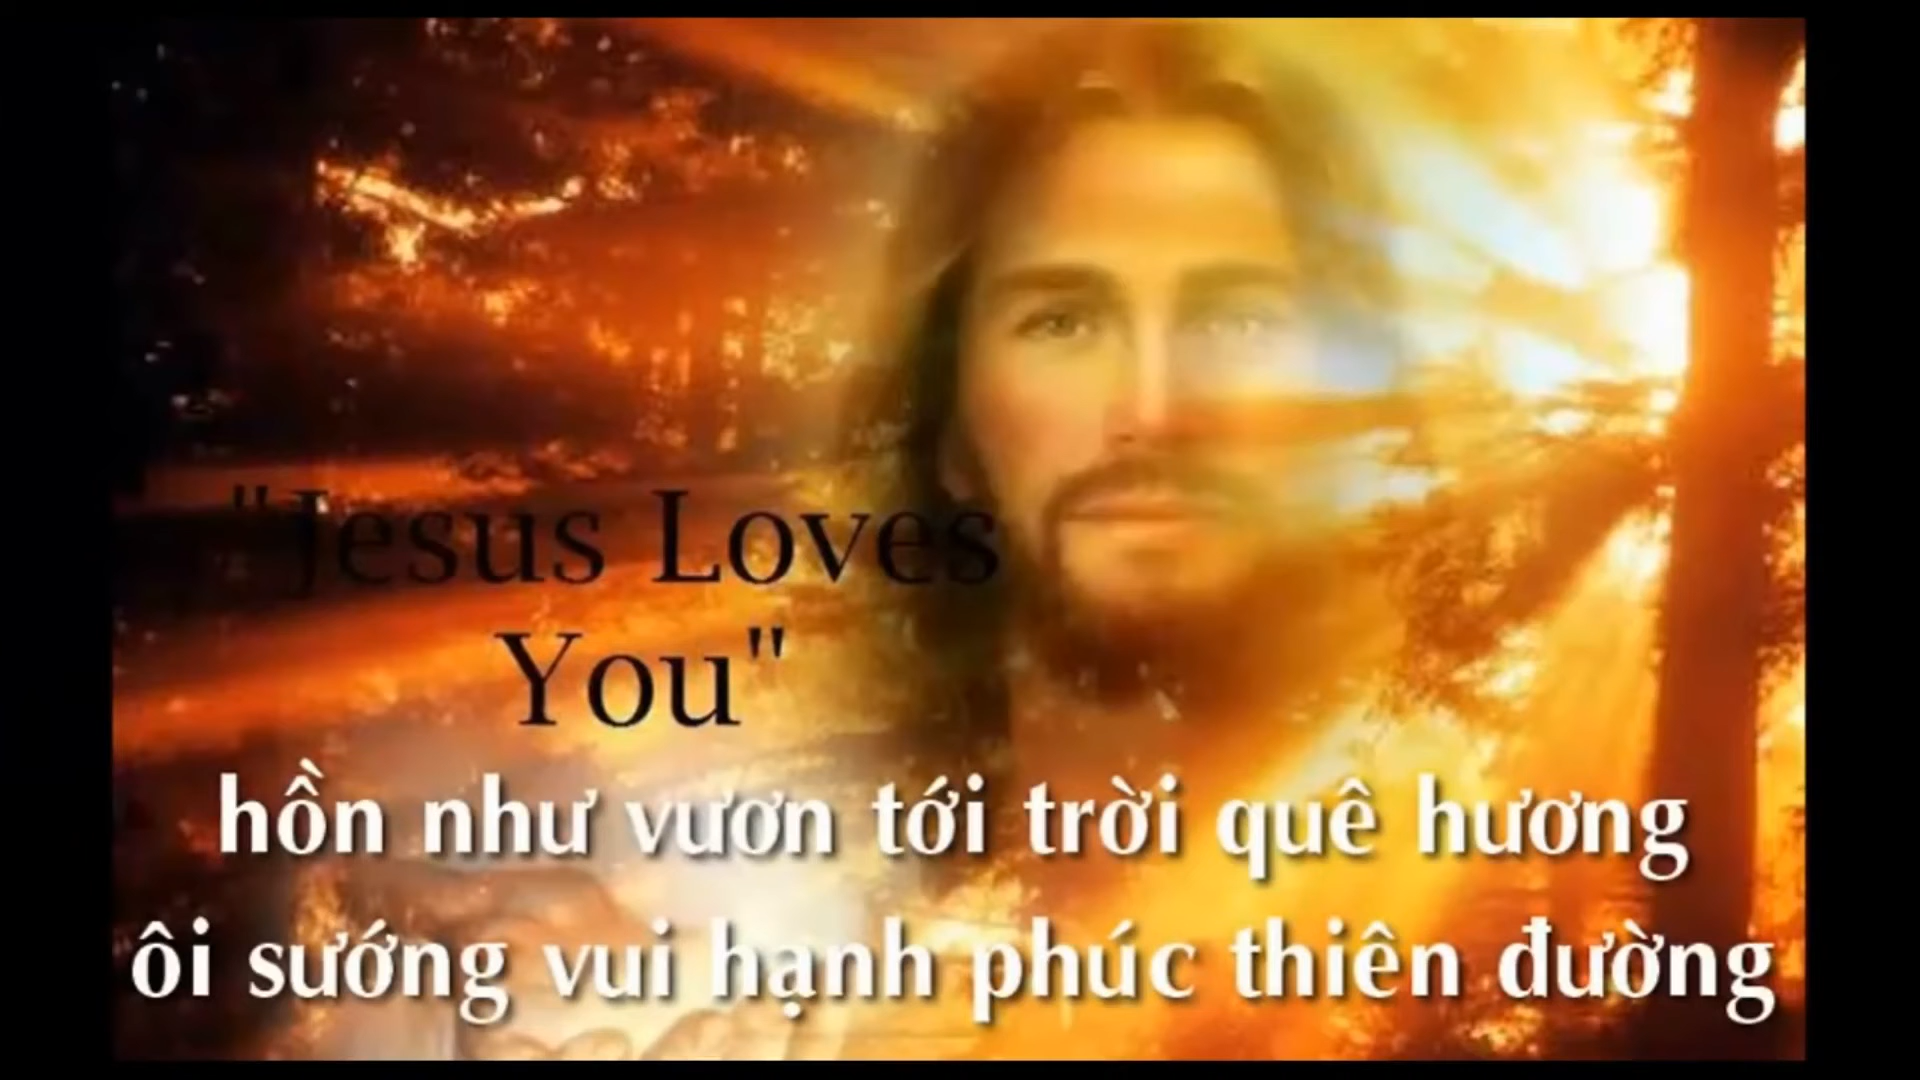 "Jesus Loves
You"
hồn như vươn tới trời quê hương
ôi sướng vui hạnh phúc thiên đường